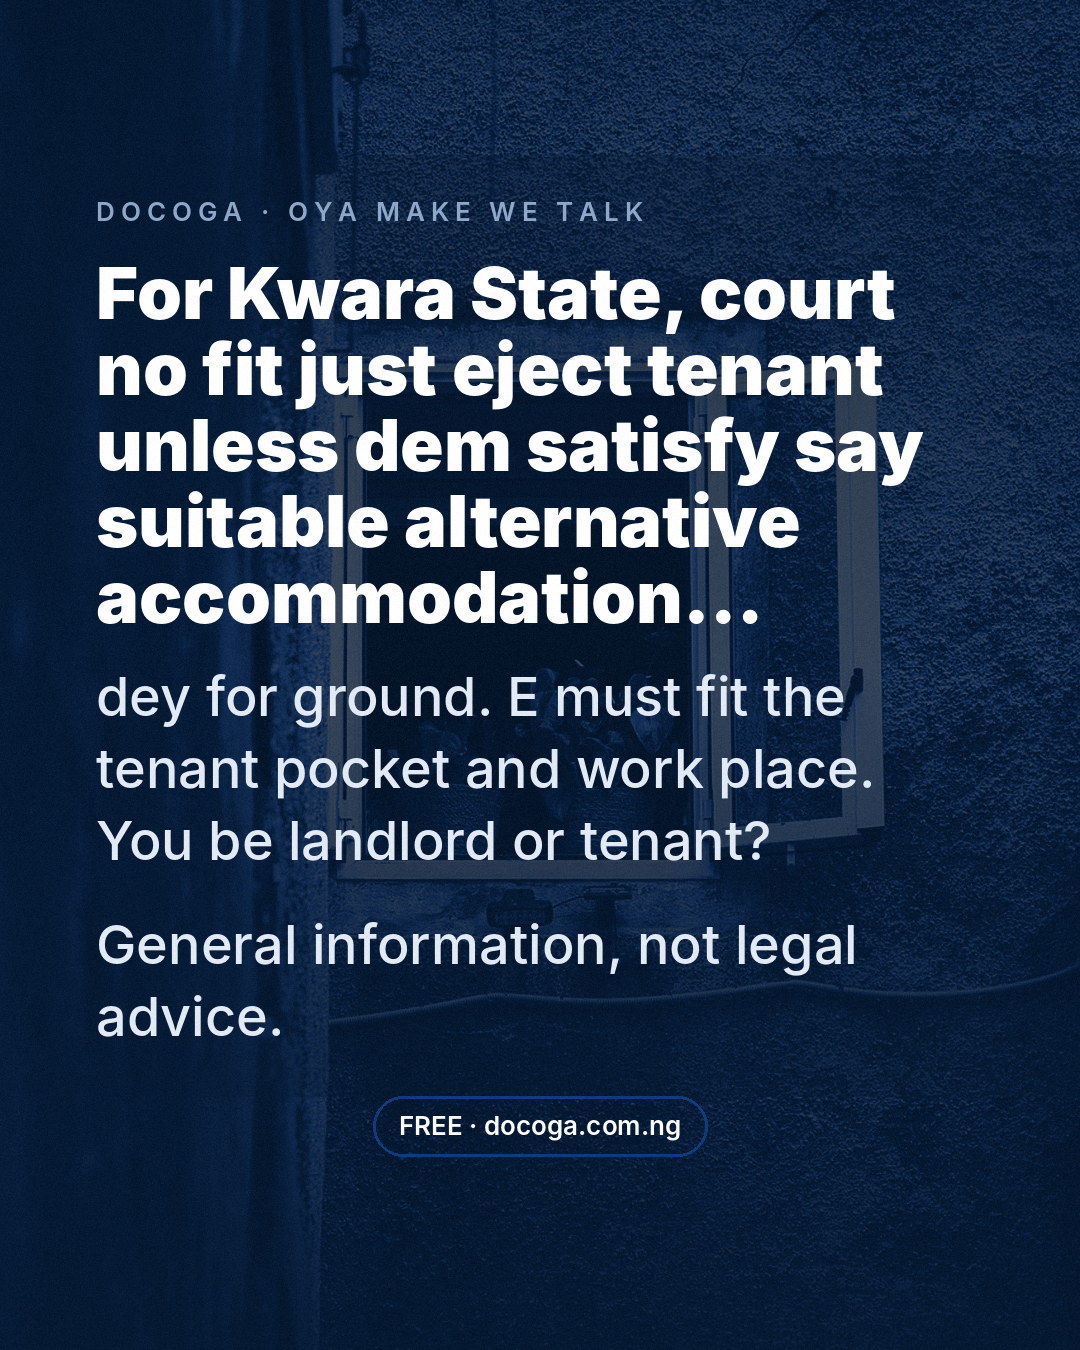 DOCOGA · OYA MAKE WE TALK
For Kwara State, court
no fit just eject tenant
unless dem satisfy say
suitable alternative
accommodation...
dey for ground. E must fit the
tenant pocket and work place.
You be landlord or tenant?
General information, not legal
advice.
FREE · docoga.com.ng